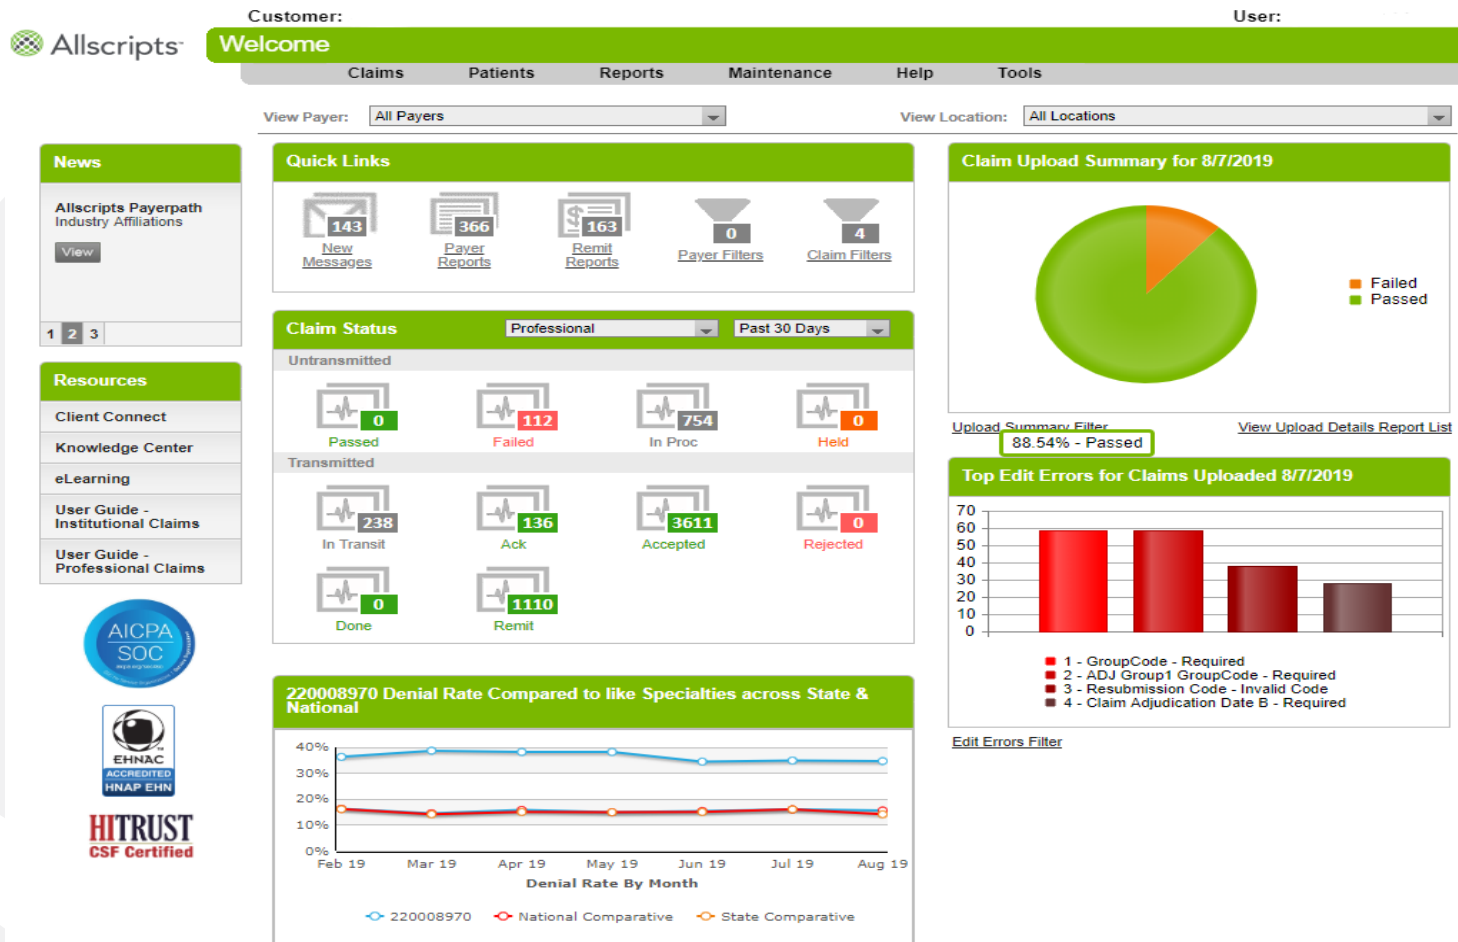 Customer:
User:
Allscripts
Welcome
Claims Patients Reports Maintenance Help Tools
View Payer: All Payers
View Location: All Locations
News
Allscripts Payerpath
Industry Affiliations
View
1 2 3
Resources
Client Connect
Knowledge Center
eLearning
User Guide -
Institutional Claims
User Guide -
Professional Claims
AICPA
SOC
EHNAC
ACCREDITED
HNAP EHN
HITRUST
CSF Certified
Quick Links
143
New
Messages
366
Payer
Reports
163
Remit
Reports
0
Payer Filters
4
Claim Filters
Claim Status Professional Past 30 Days
Untransmitted
0
Passed
112
Failed
754
In Proc
0
Held
Transmitted
238
In Transit
136
Ack
3611
Accepted
0
Rejected
0
Done
1110
Remit
220008970 Denial Rate Compared to like Specialties across State &
National
40%
30%
20%
10%
0%
Feb 19 Mar 19 Apr 19 May 19 Jun 19 Jul 19 Aug 19
Denial Rate By Month
220008970 National Comparative State Comparative
Claim Upload Summary for 8/7/2019
Failed
Passed
Upload Summary Filter
View Upload Details Report List
88.54% - Passed
Top Edit Errors for Claims Uploaded 8/7/2019
70
60
50
40
30
20
10
0
1 - GroupCode - Required
2 - ADJ Group1 GroupCode - Required
3 - Resubmission Code - Invalid Code
4 - Claim Adjudication Date B - Required
Edit Errors Filter